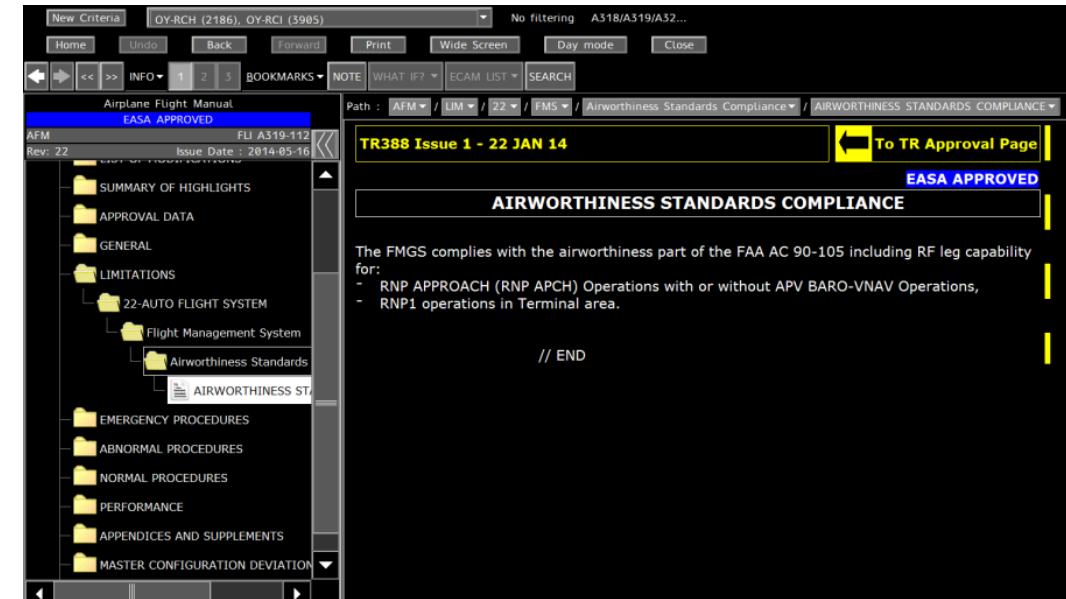 New Criteria OY-RCH (2186), OY-RCI (3905) No filtering A318/A319/A32...
Home Undo Back Forward Print Wide Screen Day mode Close
<< >> INFO 1 2 3 BOOKMARKS NOTE WHAT IF? ECAM LIST SEARCH
Airplane Flight Manual
EASA APPROVED
AFM FLI A319-112
Rev: 22 Issue Date : 2014-05-16
LIST OF MODIFICATIONS
SUMMARY OF HIGHLIGHTS
APPROVAL DATA
GENERAL
LIMITATIONS
22-AUTO FLIGHT SYSTEM
Flight Management System
Airworthiness Standards
AIRWORTHINESS STA
EMERGENCY PROCEDURES
ABNORMAL PROCEDURES
NORMAL PROCEDURES
PERFORMANCE
APPENDICES AND SUPPLEMENTS
MASTER CONFIGURATION DEVIATION
Path : AFM / LIM / 22 / FMS / Airworthiness Standards Compliance / AIRWORTHINESS STANDARDS COMPLIANCE
TR388 Issue 1 - 22 JAN 14 To TR Approval Page
EASA APPROVED
AIRWORTHINESS STANDARDS COMPLIANCE
The FMGS complies with the airworthiness part of the FAA AC 90-105 including RF leg capability
for:
- RNP APPROACH (RNP APCH) Operations with or without APV BARO-VNAV Operations,
- RNP1 operations in Terminal area.
// END